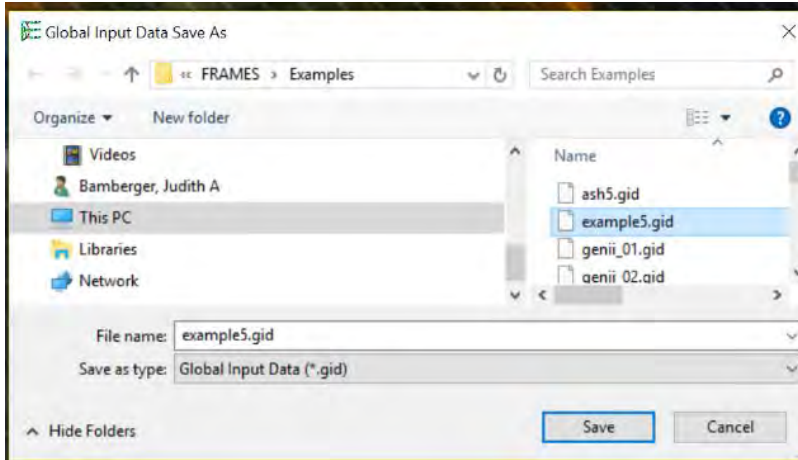 Global Input Data Save As
« FRAMES > Examples
Search Examples
Organize
New folder
Videos
Bamberger, Judith A
This PC
Libraries
Network
Name
ash5.gid
example5.gid
genii_01.gid
genii_02.gid
File name: example5.gid
Save as type: Global Input Data (*.gid)
Hide Folders
Save
Cancel